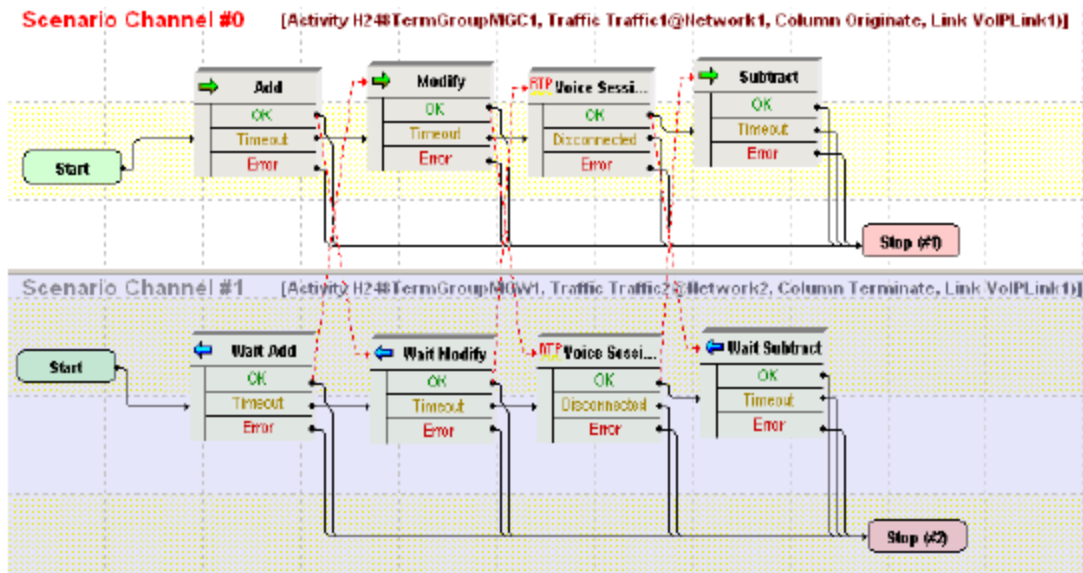 Scenario Channel #0 [Activity H248TermGroupMGC1, Traffic Traffic1@Network1, Column Originate, Link VoIPLink1)]
Add
OK
Timeout
Error
Modify
OK
Timeout
Error
RTP Voice Sessi...
OK
Disconnected
Error
Subtract
OK
Timeout
Error
Start
Stop (#1)
Scenario Channel #1 [Activity H248TermGroupMGW1, Traffic Traffic2@Network2, Column Terminate, Link VoIPLink1)]
Wait Add
OK
Timeout
Error
Wait Modify
OK
Timeout
Error
RTP Voice Sessi...
OK
Disconnected
Error
Wait Subtract
OK
Timeout
Error
Start
Stop (#2)